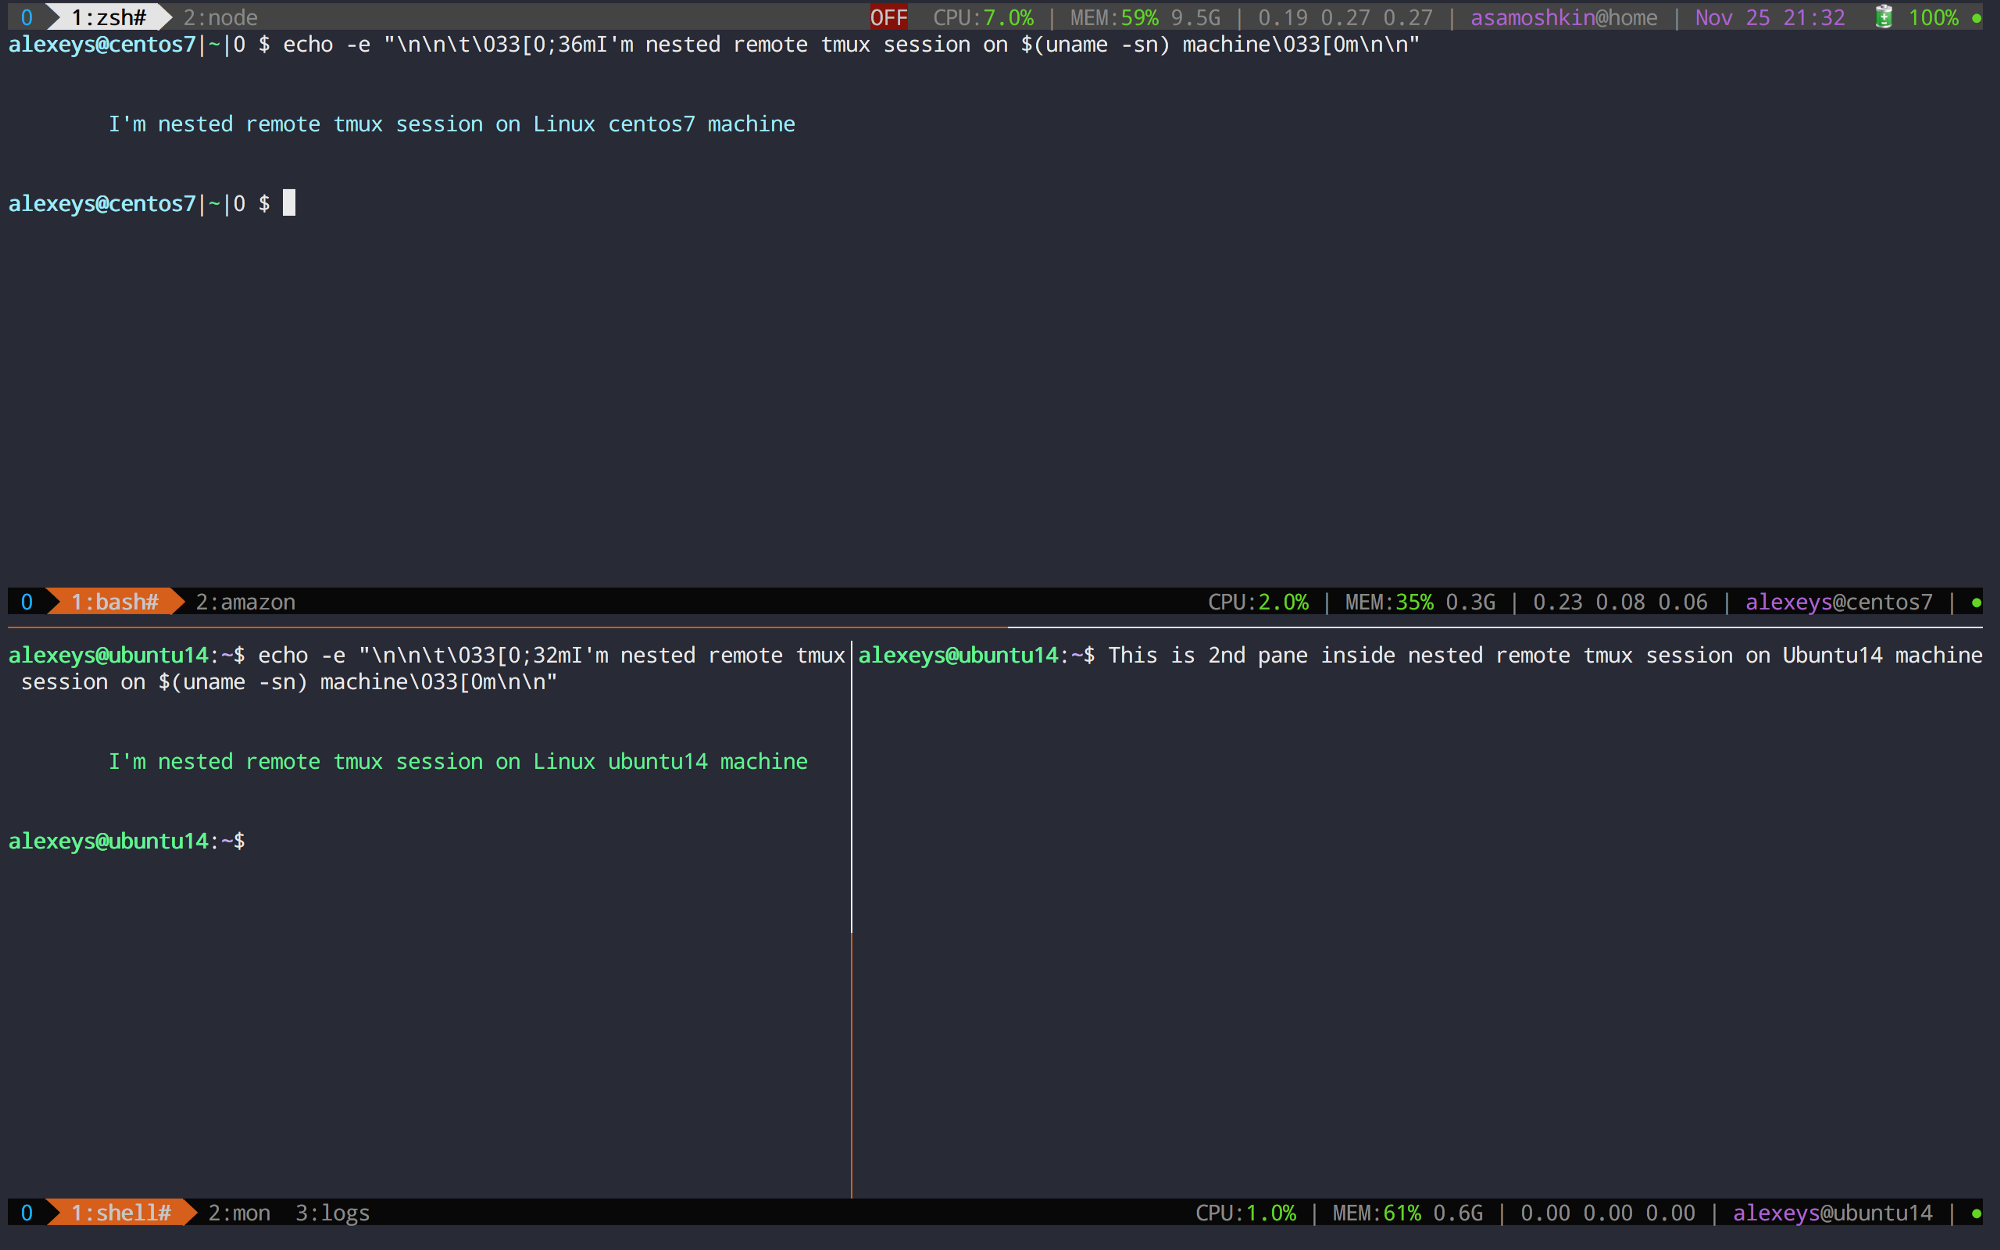 0 1:zsh# 2:node OFF CPU:7.0% | MEM:59% 9.5G | 0.19 0.27 0.27 | asamoshkin@home | Nov 25 21:32 100% ●
alexeys@centos7|~|0 $ echo -e "\n\n\t\033[0;36mI'm nested remote tmux session on $(uname -sn) machine\033[0m\n\n"
I'm nested remote tmux session on Linux centos7 machine
alexeys@centos7|~|0 $
0 1:bash# 2:amazon CPU:2.0% | MEM:35% 0.3G | 0.23 0.08 0.06 | alexeys@centos7 | ●
alexeys@ubuntu14:~$ echo -e "\n\n\t\033[0;32mI'm nested remote tmux
session on $(uname -sn) machine\033[0m\n\n"
I'm nested remote tmux session on Linux ubuntu14 machine
alexeys@ubuntu14:~$
alexeys@ubuntu14:~$ This is 2nd pane inside nested remote tmux session on Ubuntu14 machine
0 1:shell# 2:mon 3:logs CPU:1.0% | MEM:61% 0.6G | 0.00 0.00 0.00 | alexeys@ubuntu14 | ●